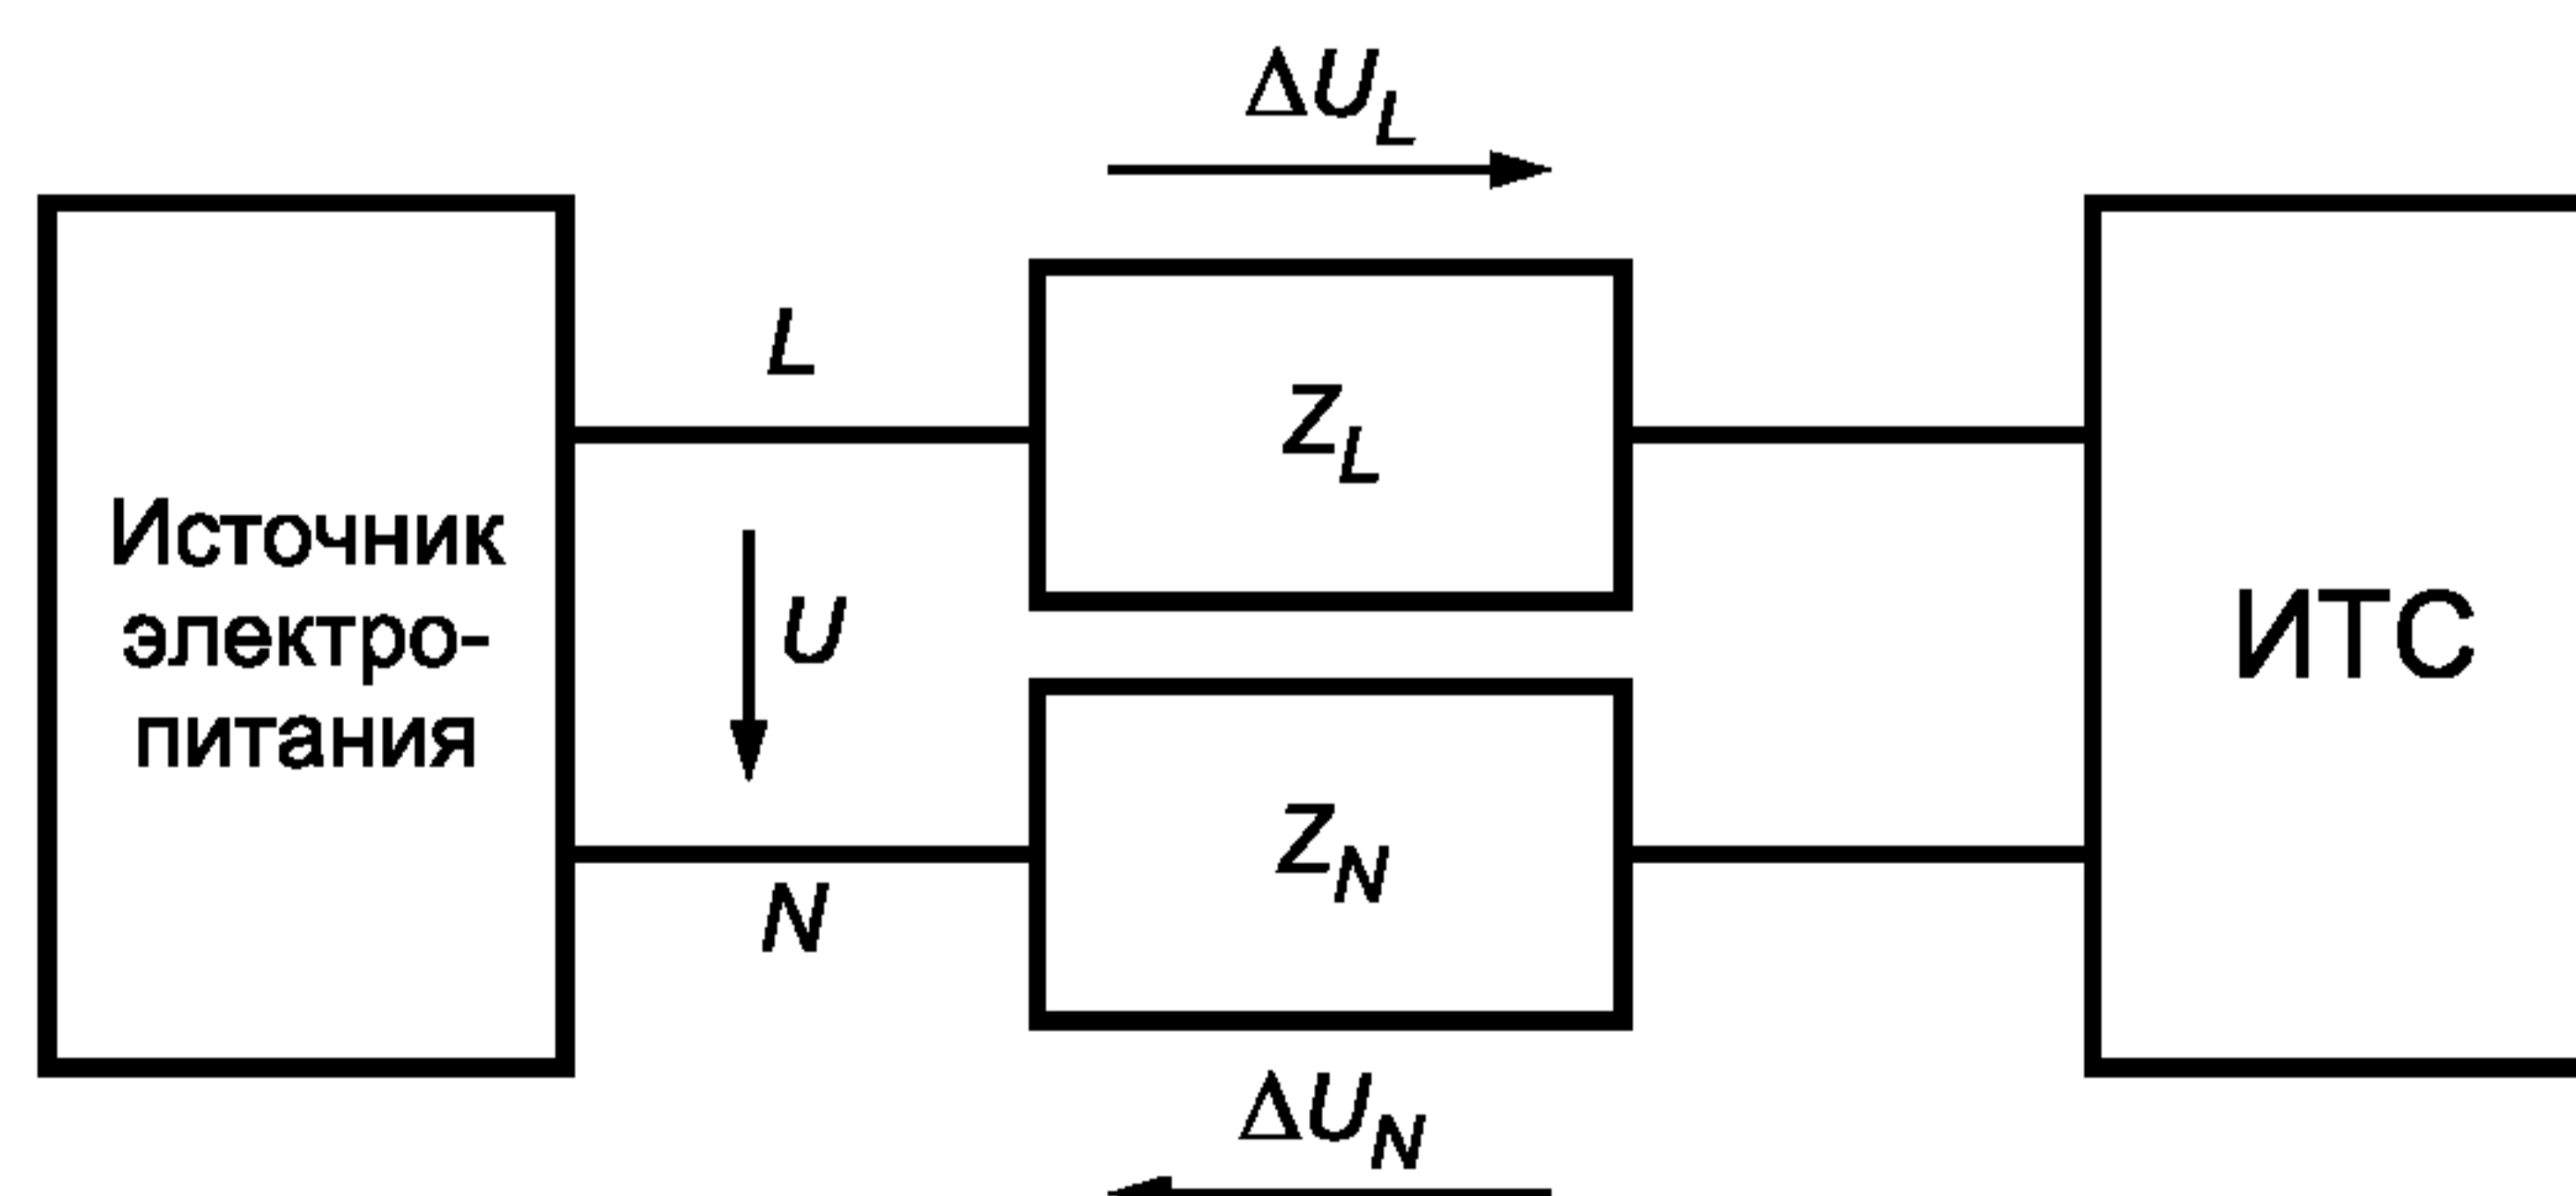 ΔU_L
L
Z_L
Источник
электро-
питания
U
ИТС
Z_N
N
ΔU_N